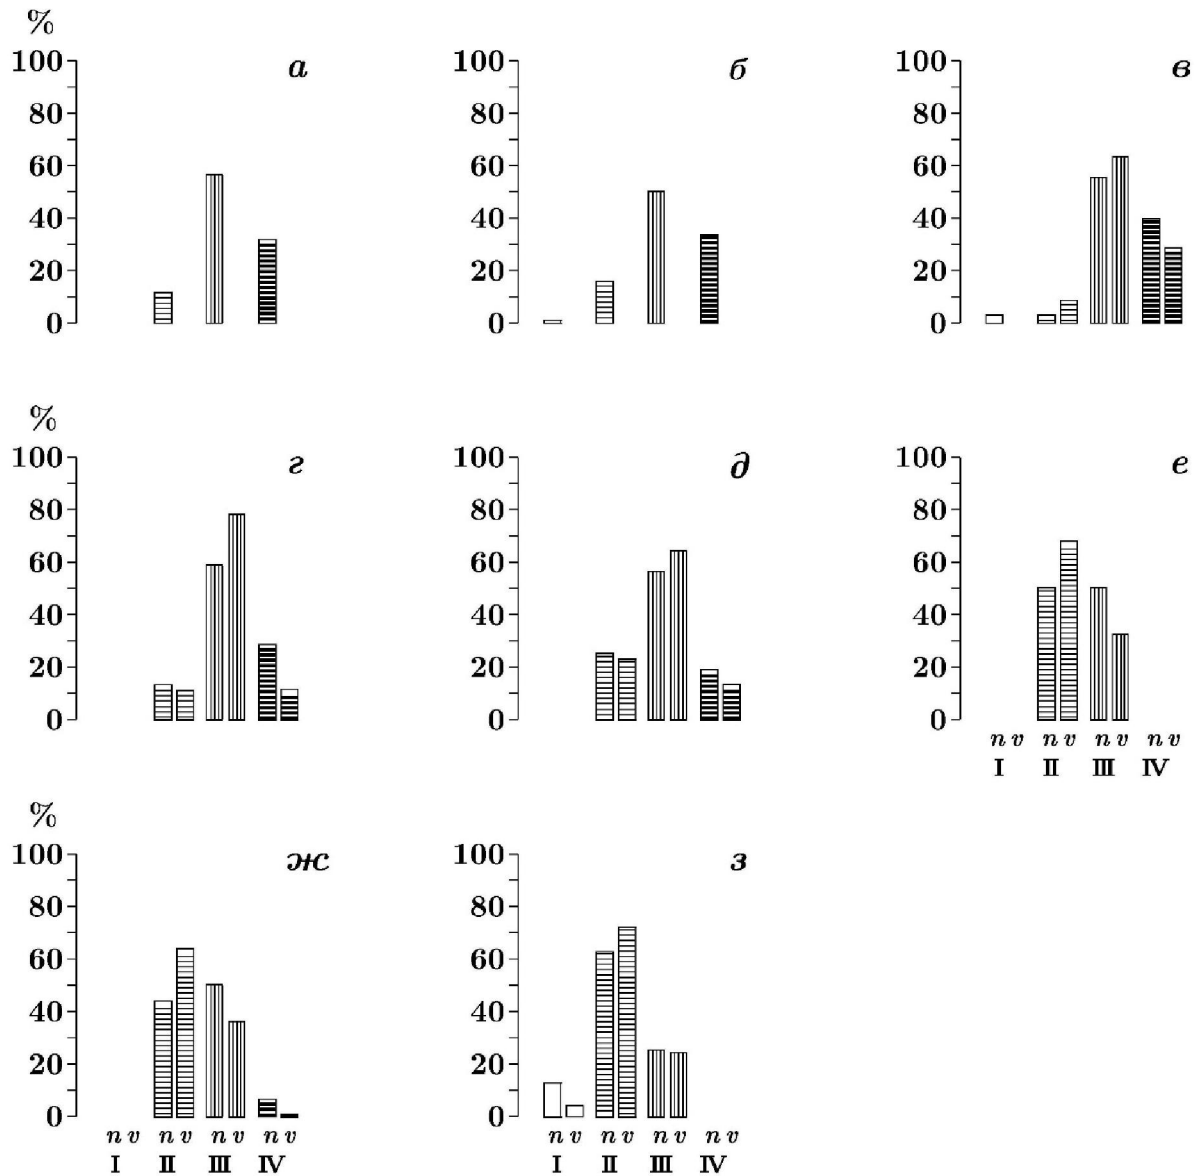 %
100 100 100
а б в
80 80 80
60 60 60
40 40 40
20 20 20
0 0 0
%
100 100 100
г д е
80 80 80
60 60 60
40 40 40
20 20 20
0 0 0
n v n v n v n v
I II III IV
%
100 100
ж з
80 80
60 60
40 40
20 20
0 0
n v n v n v n v n v n v n v n v
I II III IV I II III IV